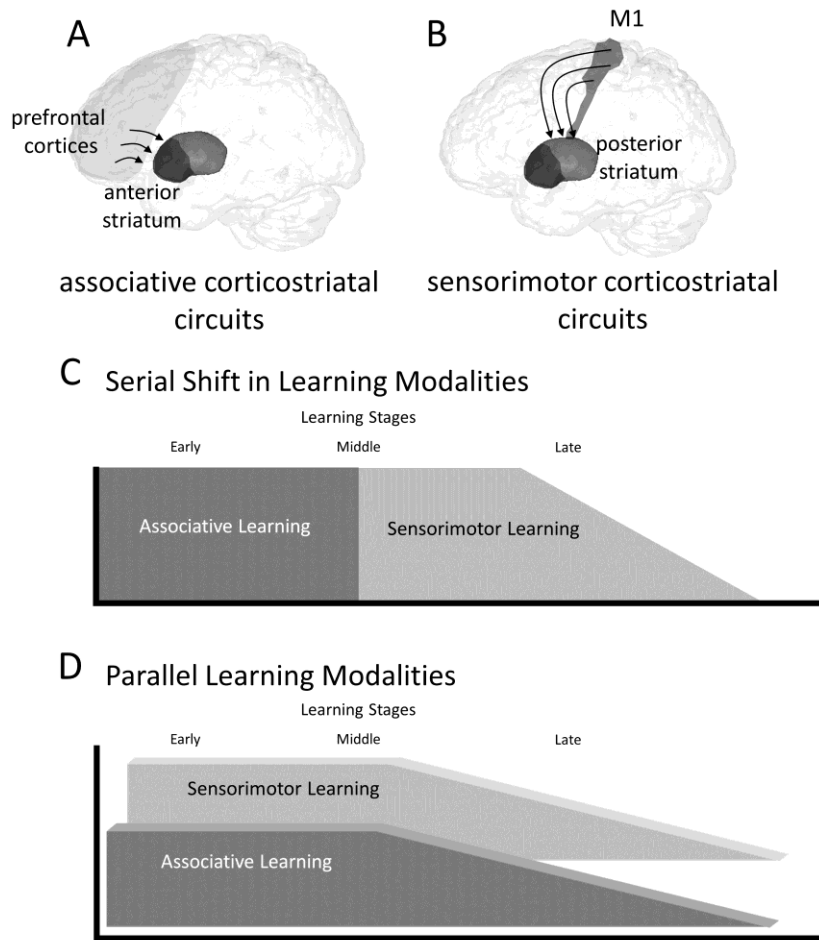 A
prefrontal
cortices
anterior
striatum
associative corticostriatal
circuits
B
M1
posterior
striatum
sensorimotor corticostriatal
circuits
C Serial Shift in Learning Modalities
Learning Stages
Early Middle Late
Associative Learning Sensorimotor Learning
D Parallel Learning Modalities
Learning Stages
Early Middle Late
Sensorimotor Learning
Associative Learning